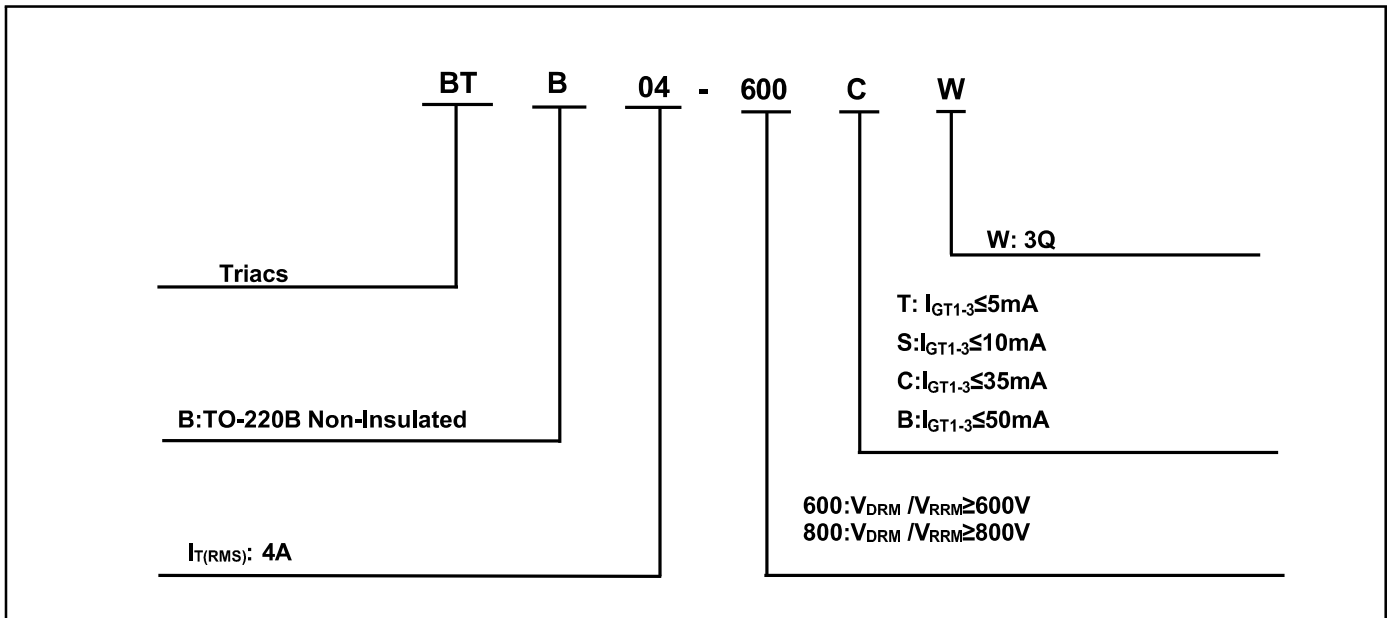 BT B 04 - 600 C W
W: 3Q
Triacs
T: IGT1-3≤5mA
S:IGT1-3≤10mA
C:IGT1-3≤35mA
B:IGT1-3≤50mA
B:TO-220B Non-Insulated
600:VDRM /VRRM≥600V
800:VDRM /VRRM≥800V
IT(RMS): 4A